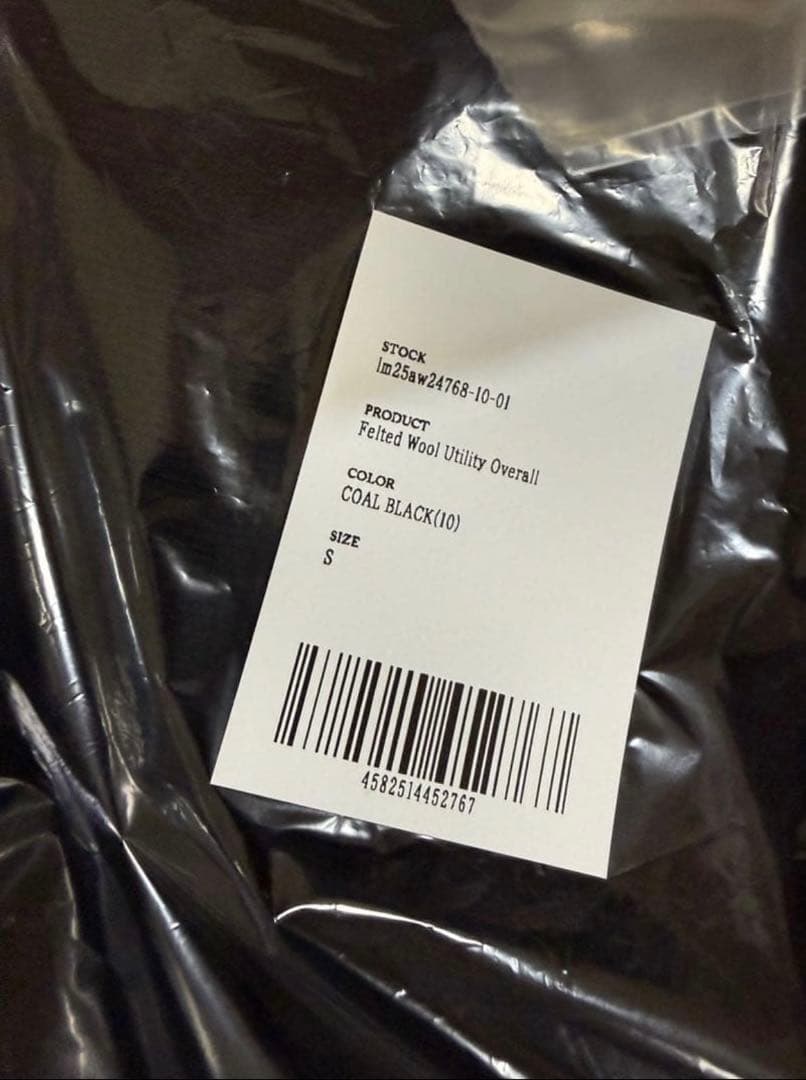 STOCK
lm25aw24768-10-01
PRODUCT
Felted Wool Utility Overall
COLOR
COAL BLACK(10)
SIZE
S
4582514452767